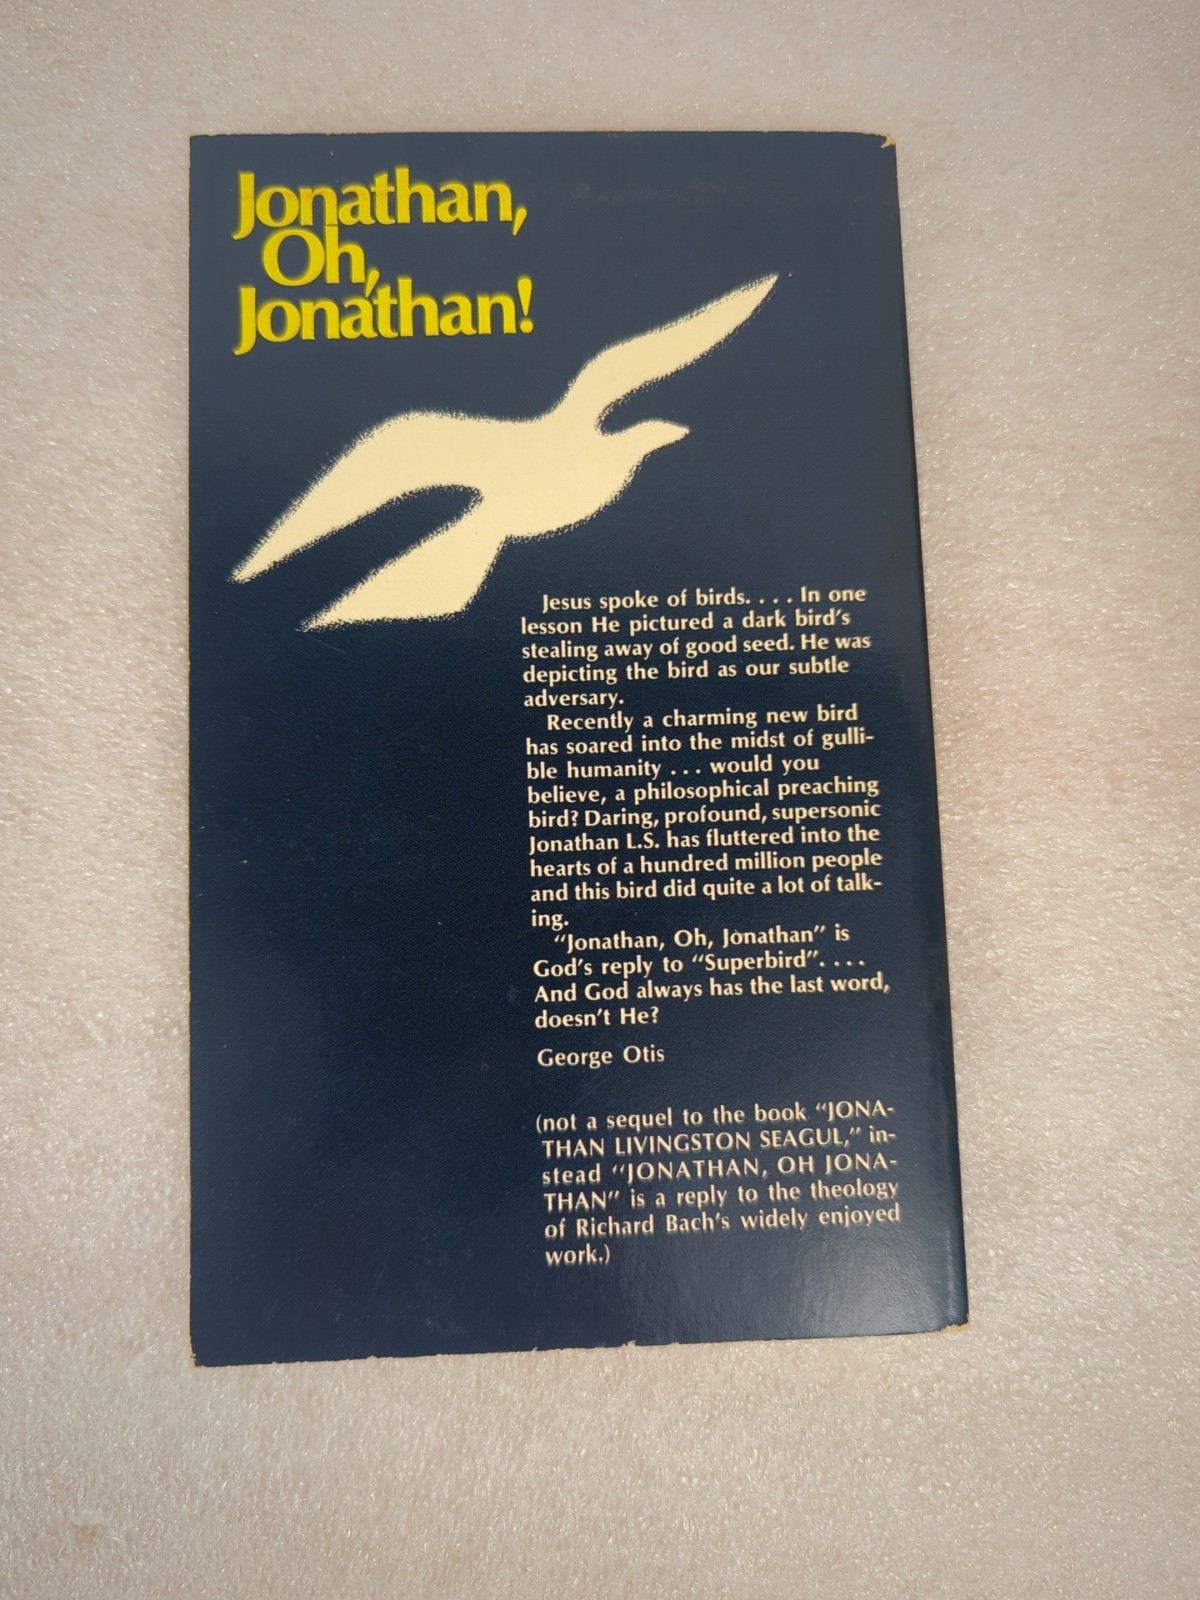 Jonathan,
Oh,
Jonathan!
Jesus spoke of birds. . . . In one
lesson He pictured a dark bird's
stealing away of good seed. He was
depicting the bird as our subtle
adversary.
Recently a charming new bird
has soared into the midst of gulli-
ble humanity . . . would you
believe, a philosophical preaching
bird? Daring, profound, supersonic
Jonathan L.S. has fluttered into the
hearts of a hundred million people
and this bird did quite a lot of talk-
ing.
"Jonathan, Oh, Jonathan" is
God's reply to "Superbird". . . .
And God always has the last word,
doesn't He?
George Otis
(not a sequel to the book "JONA-
THAN LIVINGSTON SEAGUL," in-
stead "JONATHAN, OH JONA-
THAN" is a reply to the theology
of Richard Bach's widely enjoyed
work.)